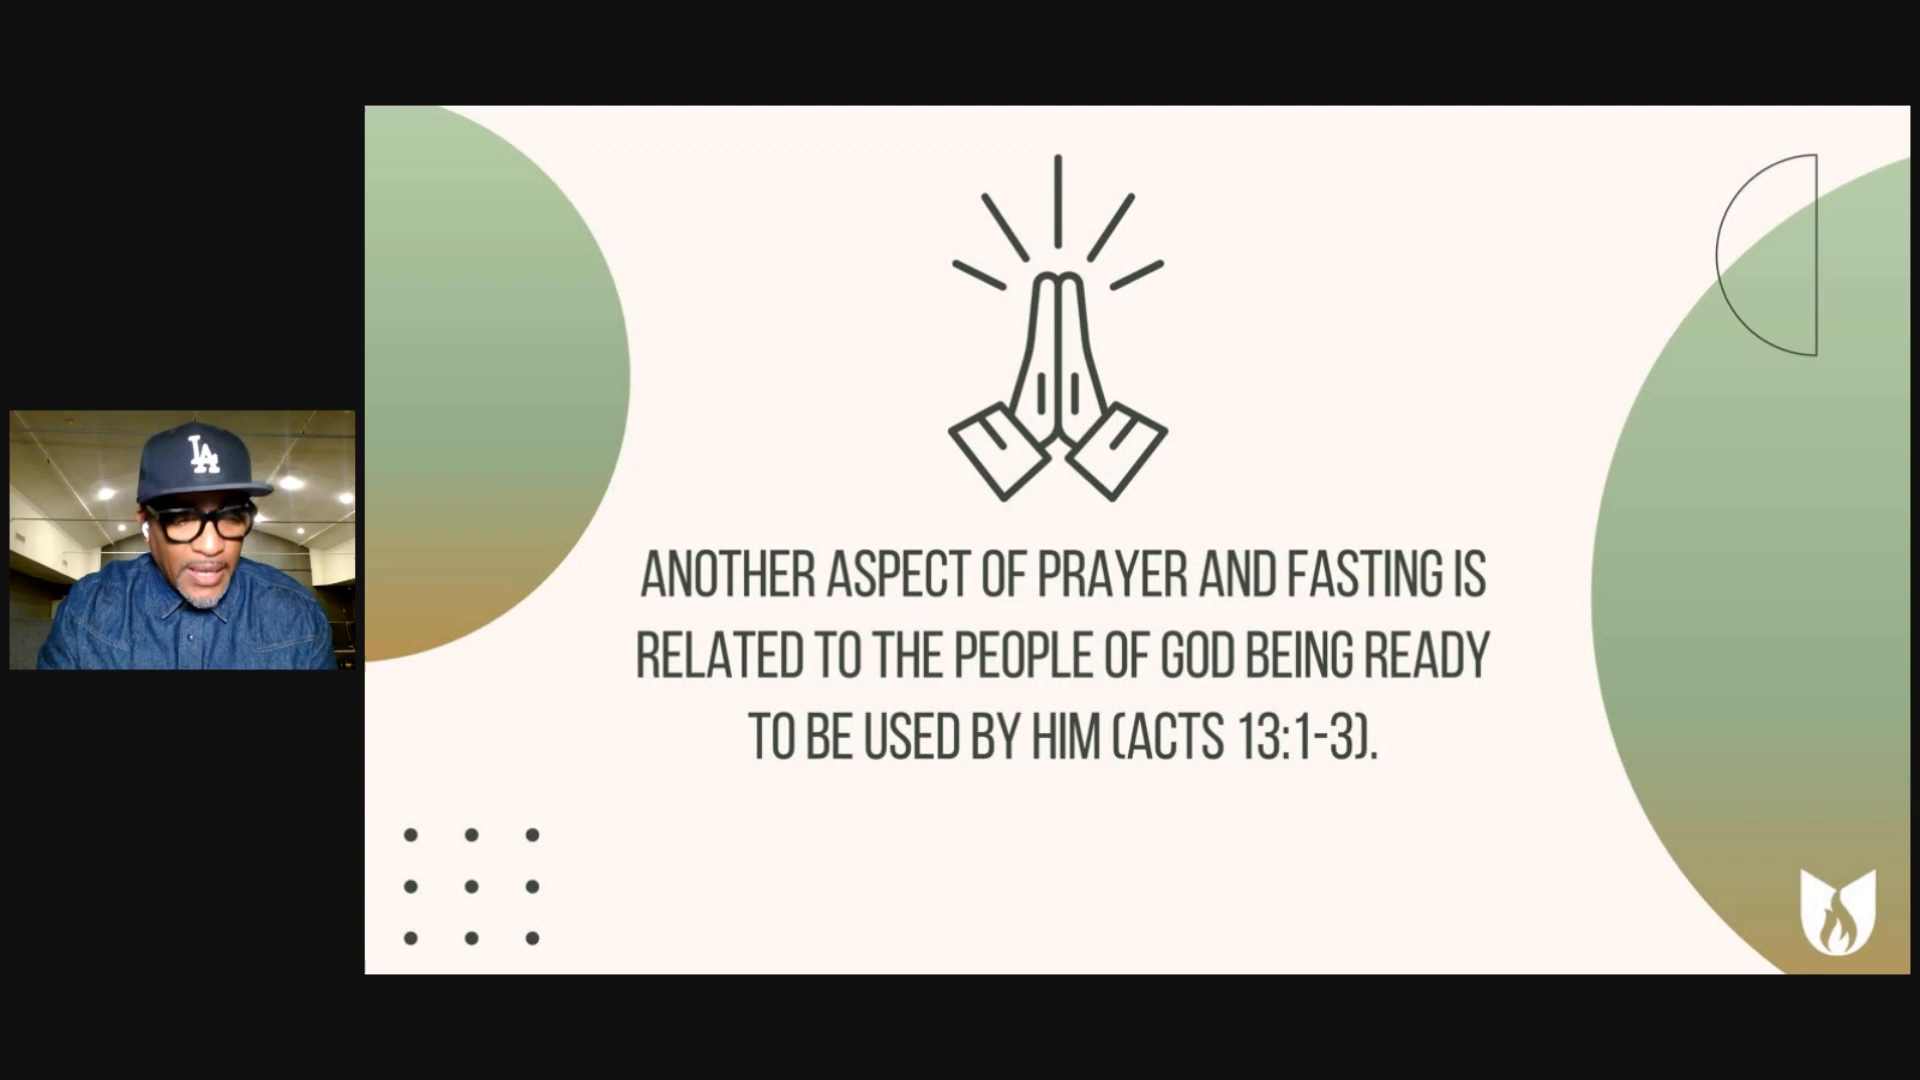 LA
ANOTHER ASPECT OF PRAYER AND FASTING IS
RELATED TO THE PEOPLE OF GOD BEING READY
TO BE USED BY HIM (ACTS 13:1-3).